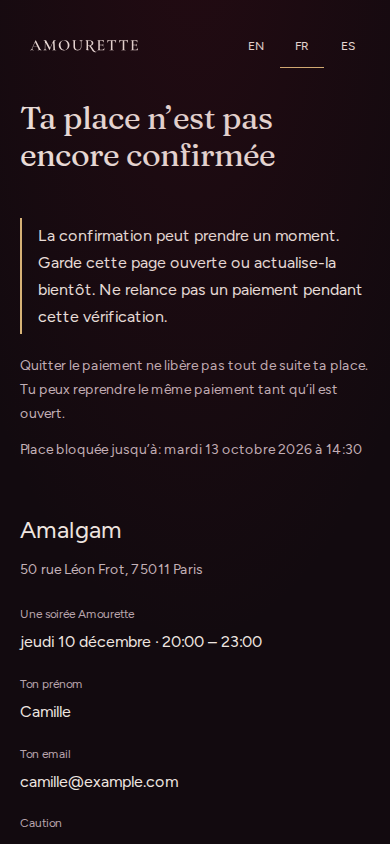 AMOURETTE
EN FR ES
Ta place n’est pas
encore confirmée
La confirmation peut prendre un moment.
Garde cette page ouverte ou actualise-la
bientôt. Ne relance pas un paiement pendant
cette vérification.
Quitter le paiement ne libère pas tout de suite ta place.
Tu peux reprendre le même paiement tant qu’il est
ouvert.
Place bloquée jusqu’à: mardi 13 octobre 2026 à 14:30
Amalgam
50 rue Léon Frot, 75011 Paris
Une soirée Amourette
jeudi 10 décembre · 20:00 – 23:00
Ton prénom
Camille
Ton email
camille@example.com
Caution